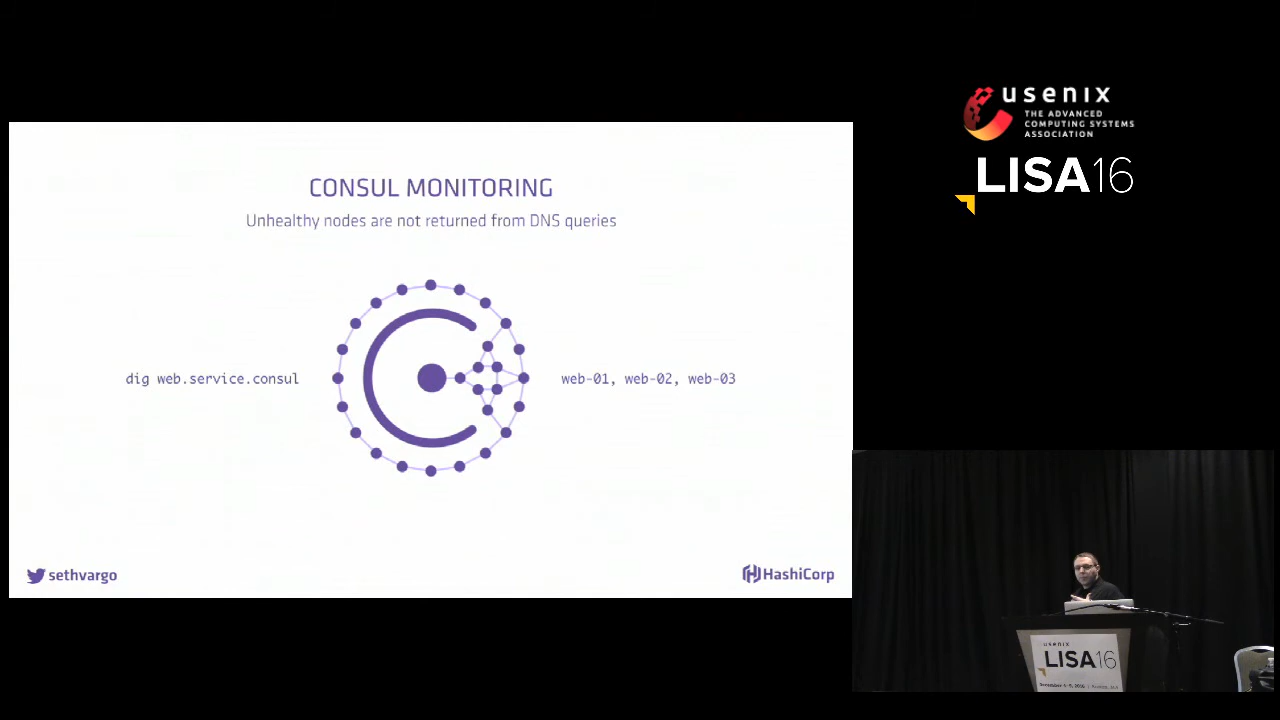 CONSUL MONITORING
Unhealthy nodes are not returned from DNS queries
dig web.service.consul
web-01, web-02, web-03
sethvargo
HashiCorp
usenix
THE ADVANCED
COMPUTING SYSTEMS
ASSOCIATION
LISA16
usenix
LISA16